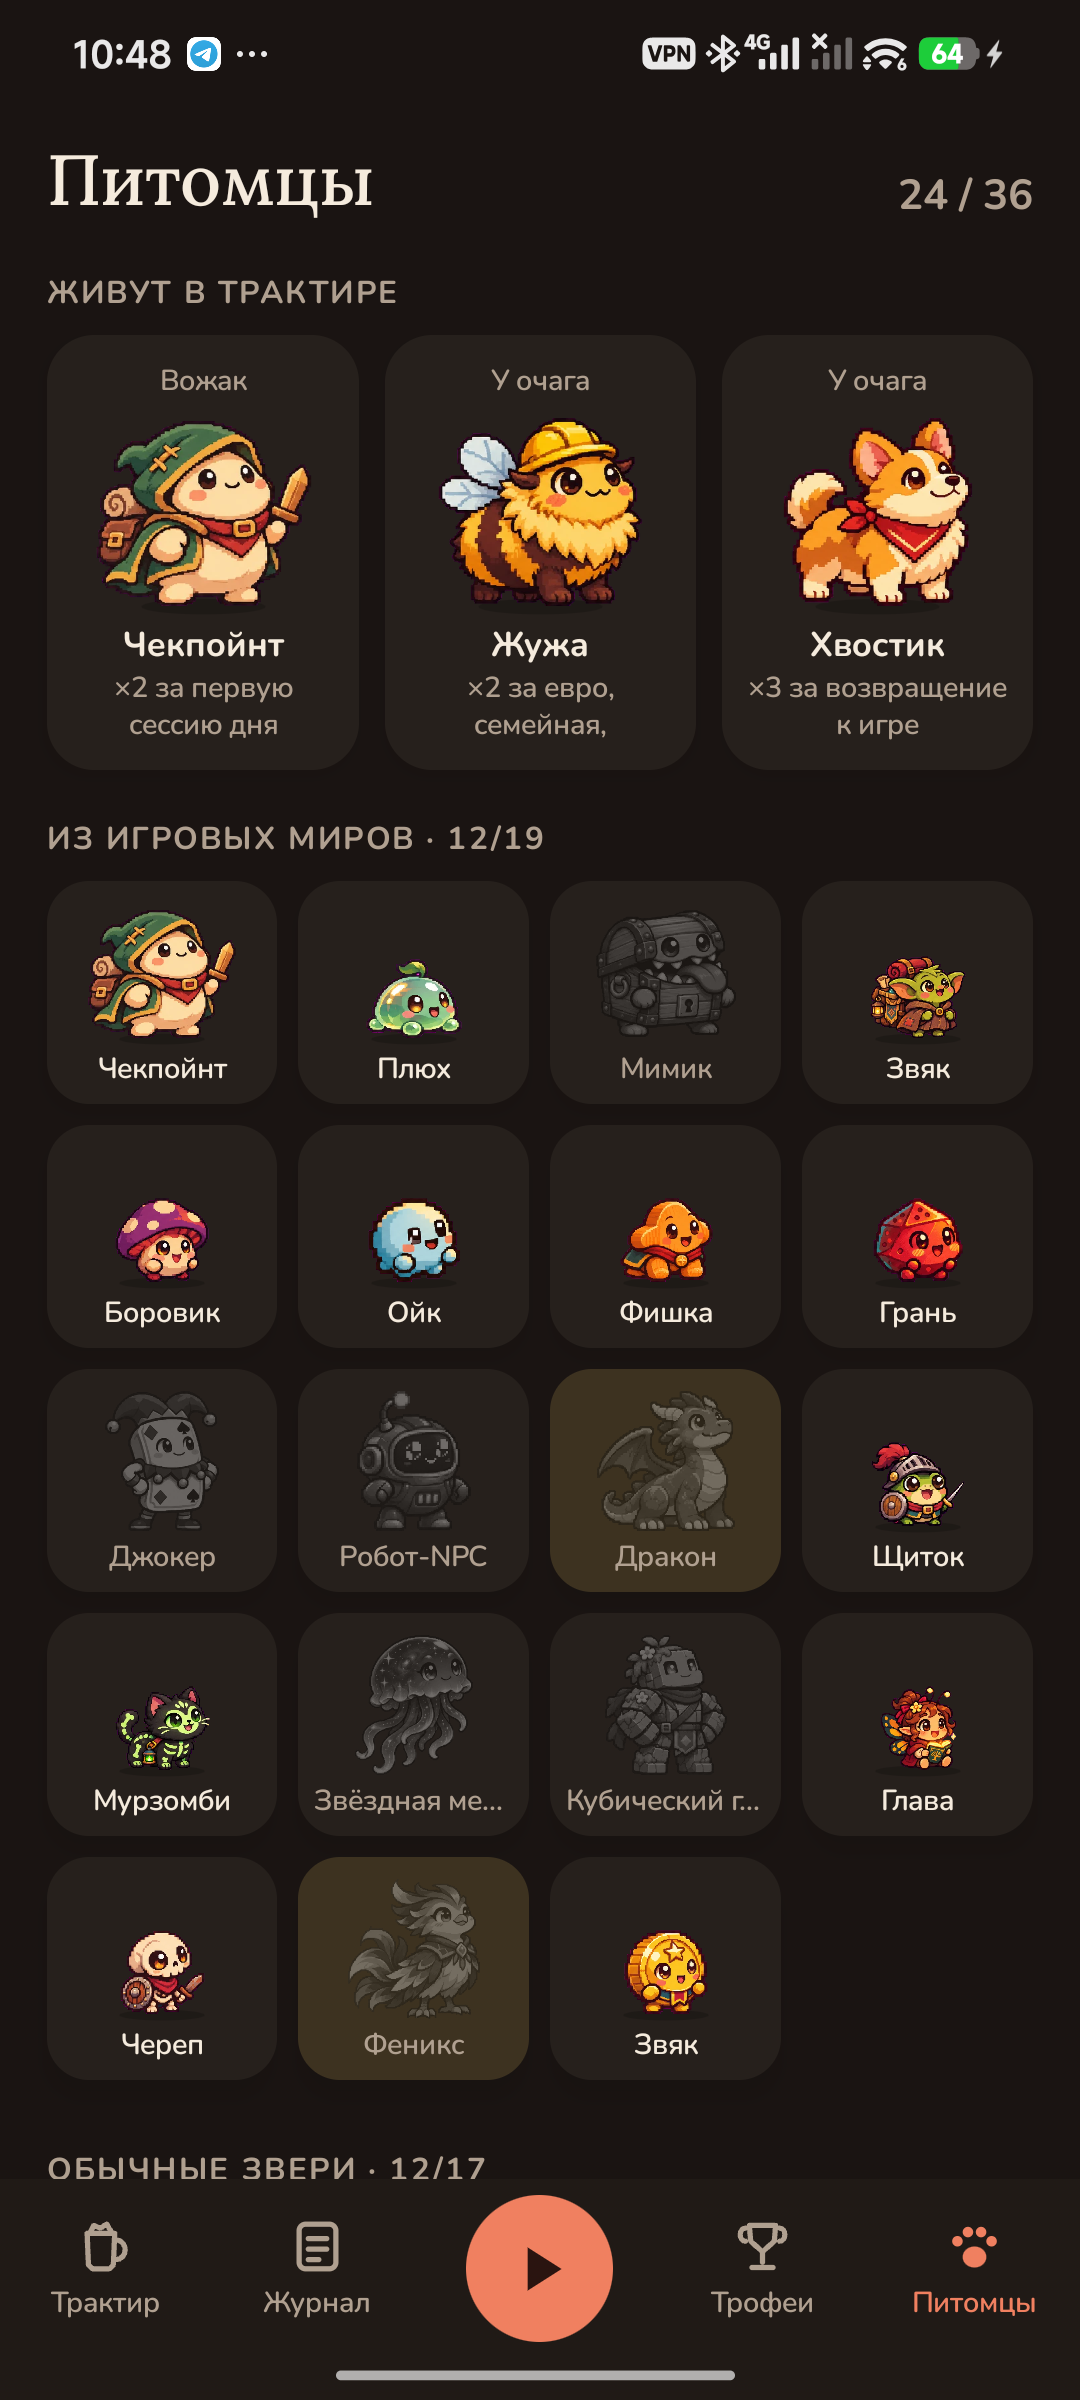 10:48
VPN 4G 6 64
Питомцы
24 / 36
ЖИВУТ В ТРАКТИРЕ
Вожак
У очага
У очага
Чекпойнт
Жужа
Хвостик
×2 за первую
сессию дня
×2 за евро,
семейная,
×3 за возвращение
к игре
ИЗ ИГРОВЫХ МИРОВ · 12/19
Чекпойнт
Плюх
Мимик
Звяк
Боровик
Ойк
Фишка
Грань
Джокер
Робот-NPC
Дракон
Щиток
Мурзомби
Звёздная ме...
Кубический г...
Глава
Череп
Феникс
Звяк
ОБЫЧНЫЕ ЗВЕРИ · 12/17
Трактир
Журнал
Трофеи
Питомцы